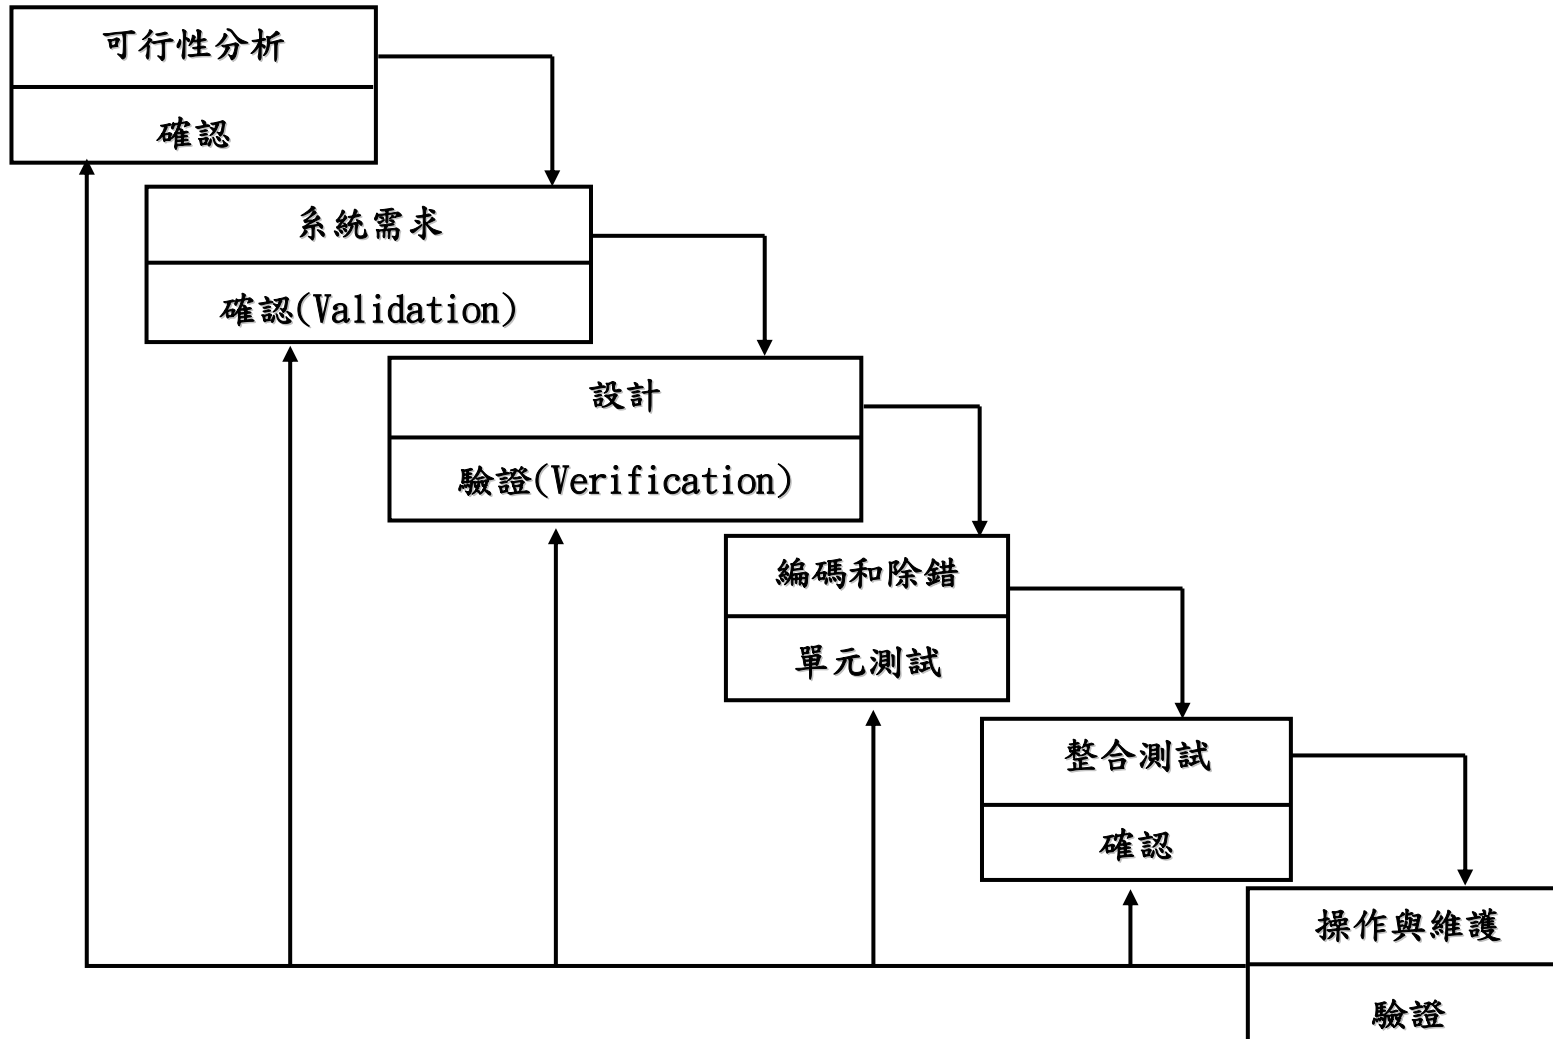 可行性分析
確認
系統需求
確認(Validation)
設計
驗證(Verification)
編碼和除錯
單元測試
整合測試
確認
操作與維護
驗證